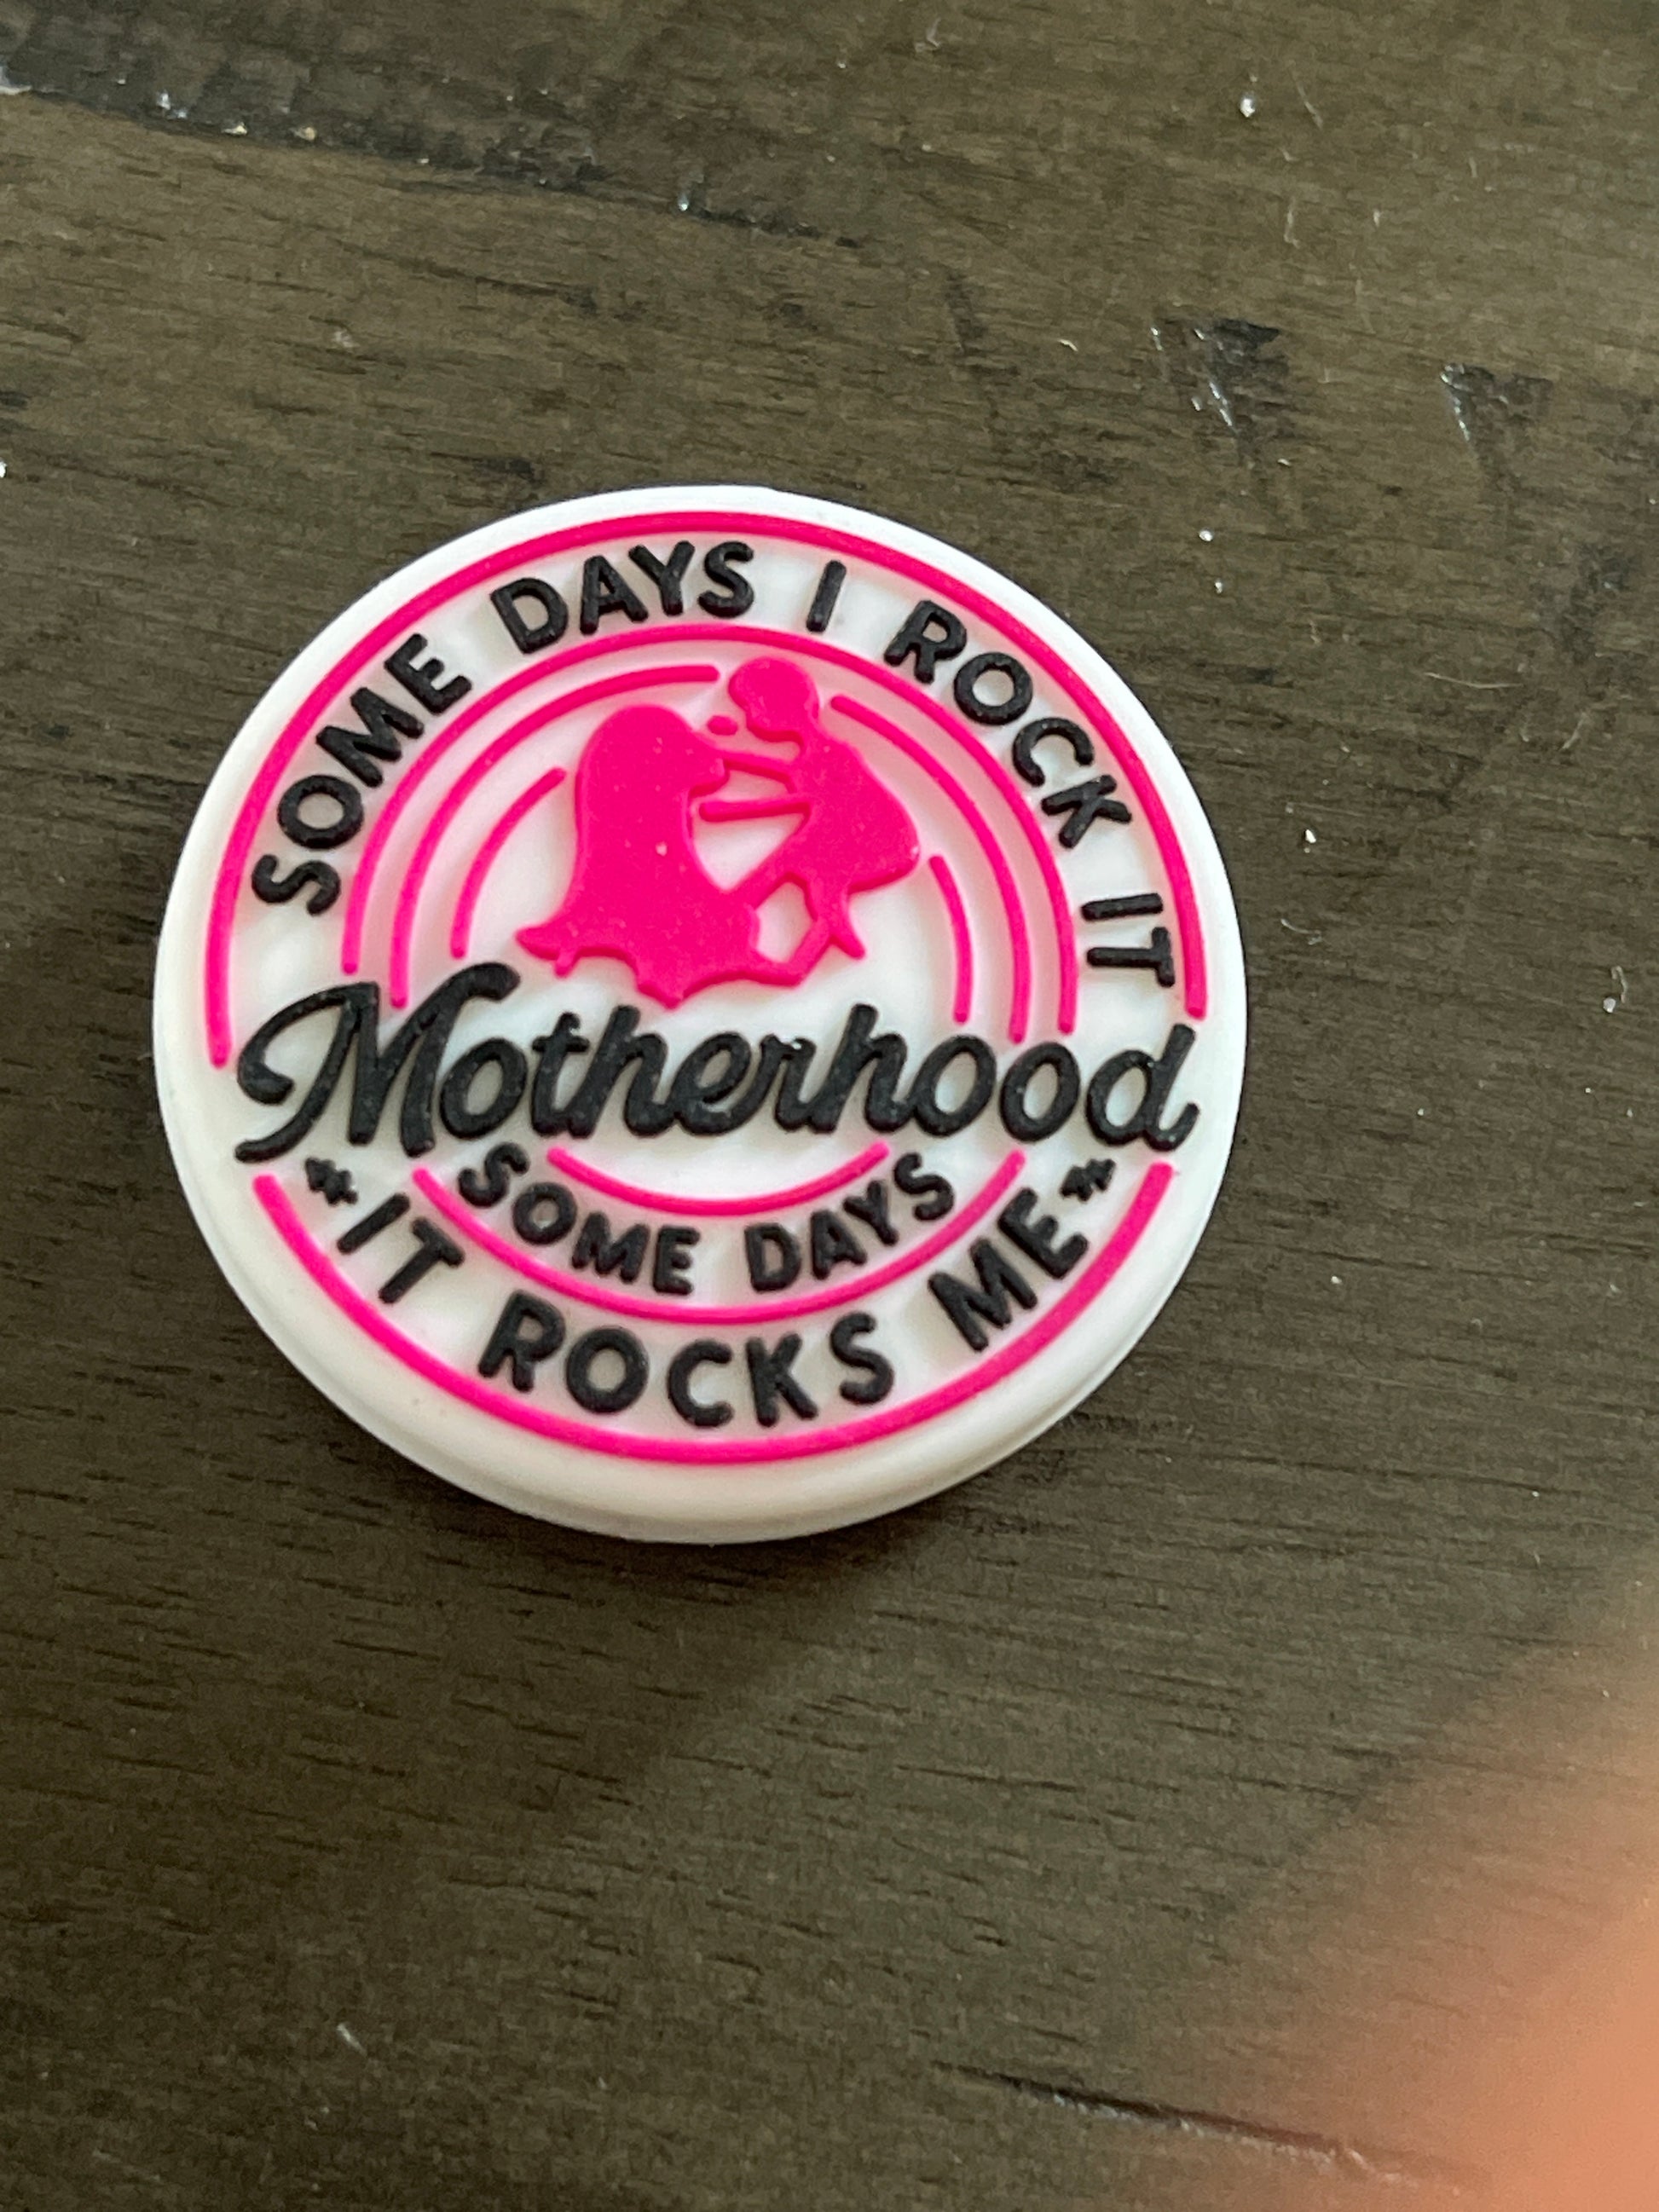 SOME DAYS I ROCK IT
Motherhood
SOME DAYS
IT ROCKS ME